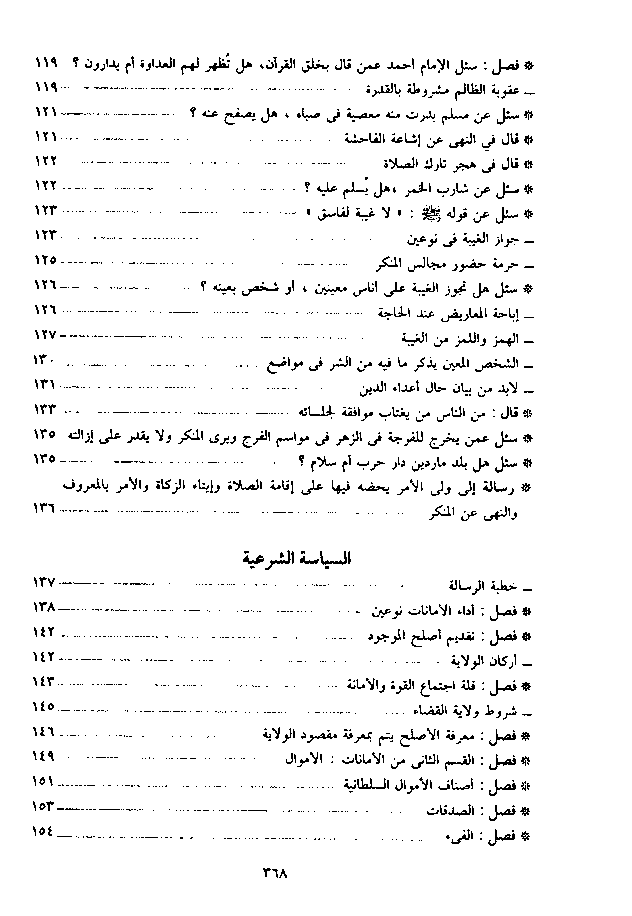 * فصل : سئل الإمام أحمد عمن قال بخلق القرآن، هل تُظهر لهم العداوة أم يدارون ؟ ١١٩
ـ عقوبة الظالم مشروطة بالقدرة ١١٩
* سئل عن مسلم بدرت منه معصية فى صباه ، هل يصفح عنه ؟ ١٢١
* قال في النهى عن إشاعة الفاحشة ١٢١
* قال فى هجر تارك الصلاة ١٢٢
* سئل عن شارب الخمر ،هل يُسلم عليه ؟ ١٢٢
* سئل عن قوله ﷺ : « لا غيبة لفاسق » ١٢٣
ـ جواز الغيبة فى نوعين ١٢٣
ـ حرمة حضور مجالس المنكر ١٢٥
* سئل هل تجوز الغيبة على أناس معينين ، أو شخص بعينه ؟ ١٢٦
ـ إباحة المعاريض عند الحاجة ١٢٦
ـ الهمز واللمز من الغيبة ١٢٧
ـ الشخص المعين يذكر ما فيه من الشر فى مواضع ١٣٠
ـ لابد من بيان حال أعداء الدين ١٣١
* قال : من الناس من يغتاب موافقة لجلسائه ١٣٣
* سئل عمن يخرج للفرجة فى الزهر فى مواسم الفرج ويرى المنكر ولا يقدر على إزالته ١٣٥
* سئل هل بلد ماردين دار حرب أم سلام ؟ ١٣٥
* رسالة إلى ولى الأمر يحضه فيها على إقامة الصلاة وإيتاء الزكاة والأمر بالمعروف
والنهى عن المنكر ١٣٦
السياسة الشرعية
ـ خطبة الرسالة ١٣٧
* فصل : أداء الأمانات نوعين ١٣٨
* فصل : تقديم أصلح الموجود ١٤٢
ـ أركان الولاية ١٤٢
* فصل : قلة اجتماع القوة والأمانة ١٤٣
ـ شروط ولاية القضاء ١٤٥
* فصل : معرفة الأصلح يتم بمعرفة مقصود الولاية ١٤٦
* فصل : القسم الثانى من الأمانات : الأموال ١٤٩
* فصل : أصناف الأموال السلطانية ١٥١
* فصل : الصدقات ١٥٣
* فصل : الفىء ١٥٤
٣٦٨